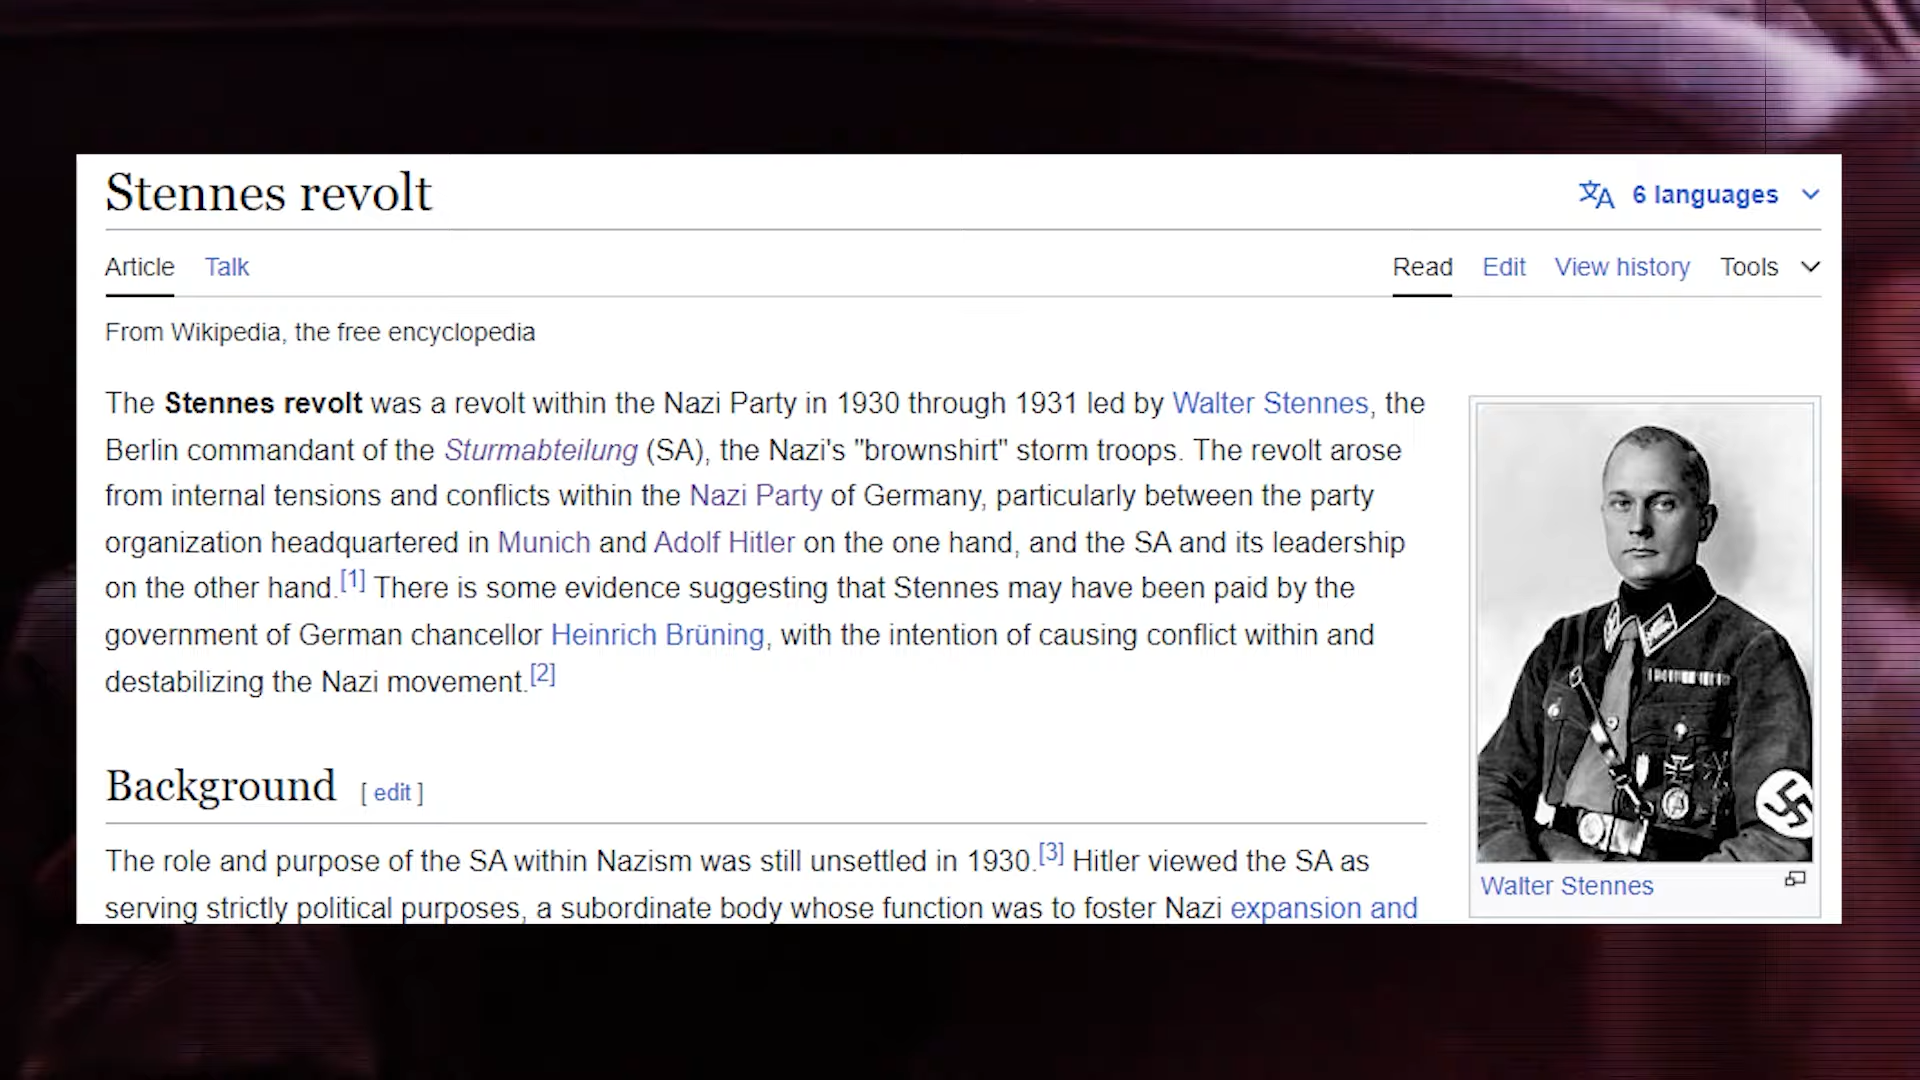 Stennes revolt
6 languages
Article Talk
Read Edit View history Tools
From Wikipedia, the free encyclopedia
The Stennes revolt was a revolt within the Nazi Party in 1930 through 1931 led by Walter Stennes, the
Berlin commandant of the Sturmabteilung (SA), the Nazi's "brownshirt" storm troops. The revolt arose
from internal tensions and conflicts within the Nazi Party of Germany, particularly between the party
organization headquartered in Munich and Adolf Hitler on the one hand, and the SA and its leadership
on the other hand.[1] There is some evidence suggesting that Stennes may have been paid by the
government of German chancellor Heinrich Brüning, with the intention of causing conflict within and
destabilizing the Nazi movement.[2]
Background [ edit ]
The role and purpose of the SA within Nazism was still unsettled in 1930.[3] Hitler viewed the SA as
serving strictly political purposes, a subordinate body whose function was to foster Nazi expansion and
Walter Stennes